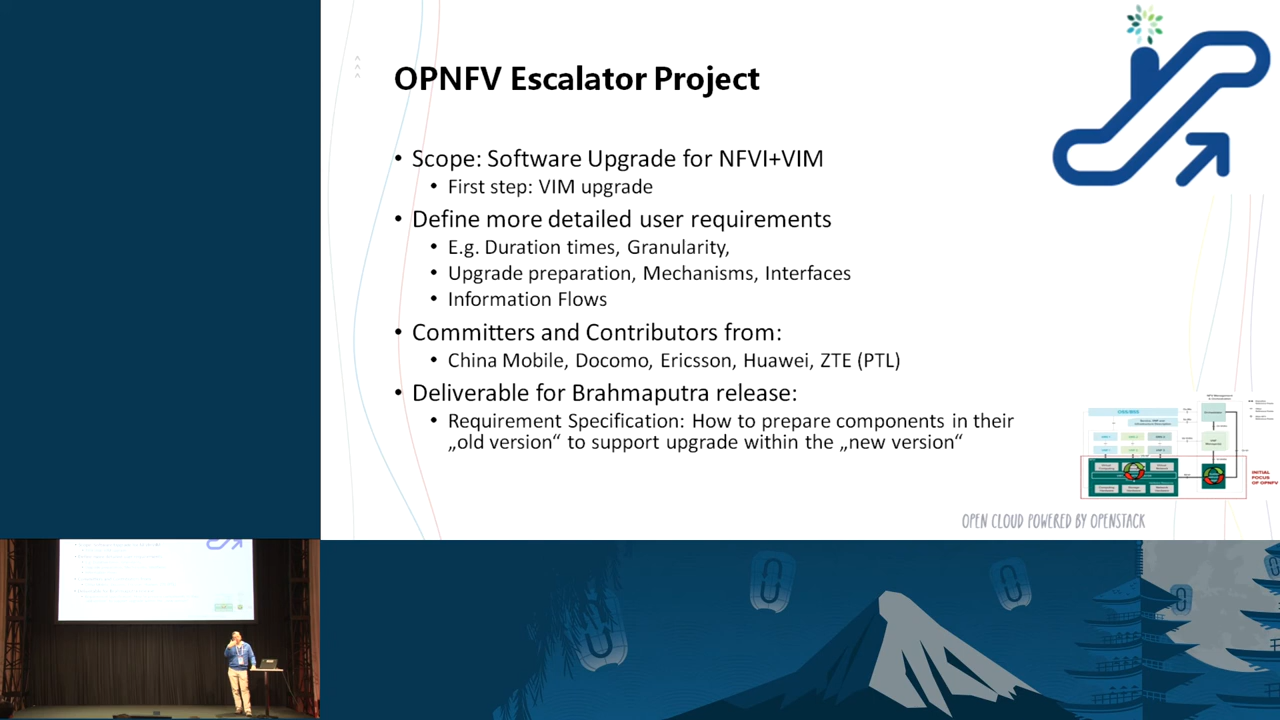 OPNFV Escalator Project
• Scope: Software Upgrade for NFVI+VIM
• First step: VIM upgrade
• Define more detailed user requirements
• E.g. Duration times, Granularity,
• Upgrade preparation, Mechanisms, Interfaces
• Information Flows
• Committers and Contributors from:
• China Mobile, Docomo, Ericsson, Huawei, ZTE (PTL)
• Deliverable for Brahmaputra release:
• Requirement Specification: How to prepare components in their
„old version“ to support upgrade within the „new version“
INITIAL
FOCUS
OF OPNFV
OPEN CLOUD POWERED BY OPENSTACK